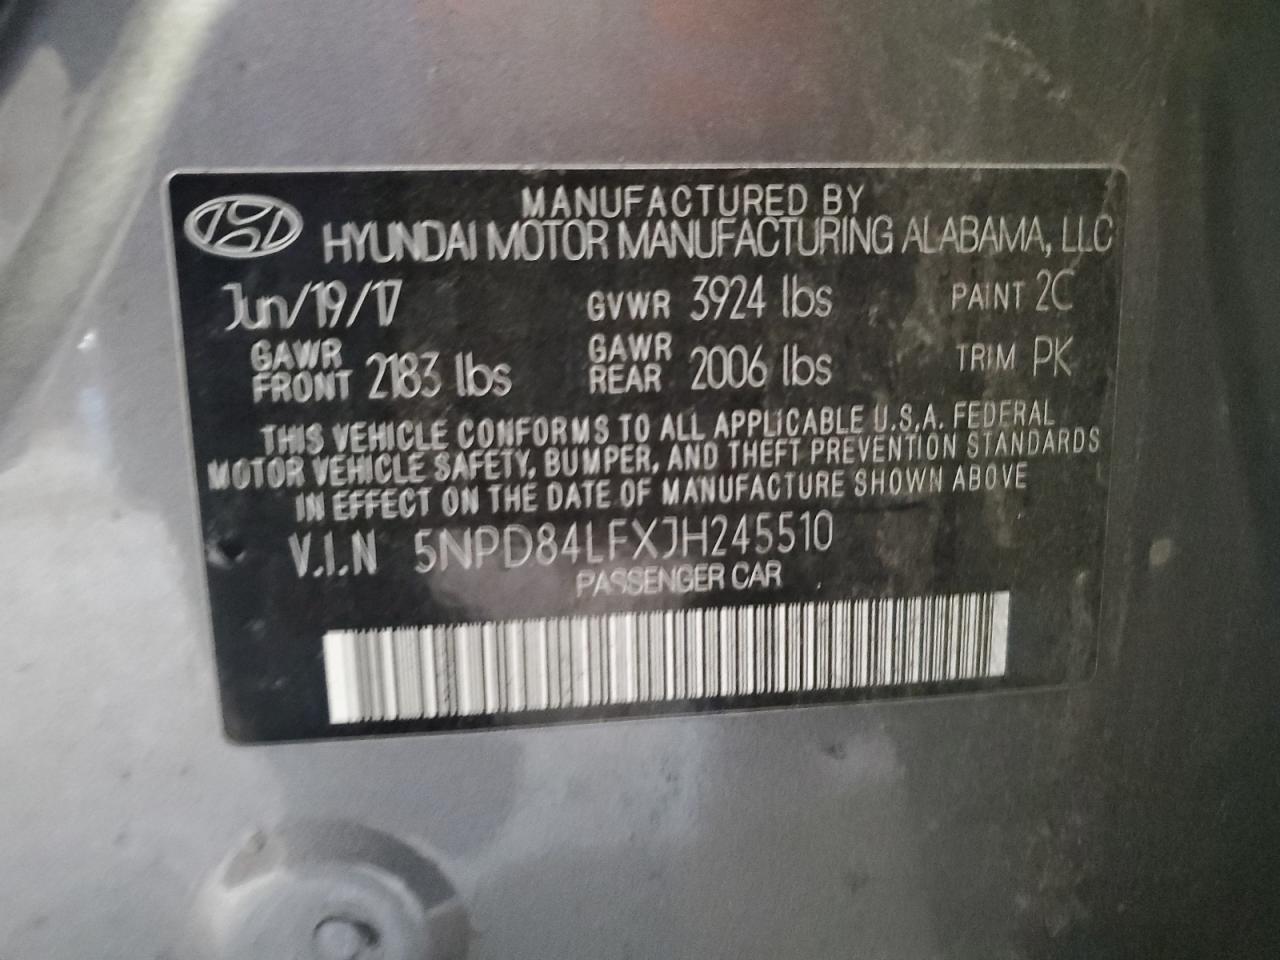 MANUFACTURED BY
HYUNDAI MOTOR MANUFACTURING ALABAMA, LLC
Jun/19/17 GVWR 3924 lbs PAINT 2C
GAWR FRONT 2183 lbs GAWR REAR 2006 lbs TRIM PK
THIS VEHICLE CONFORMS TO ALL APPLICABLE U.S.A. FEDERAL
MOTOR VEHICLE SAFETY, BUMPER, AND THEFT PREVENTION STANDARDS
IN EFFECT ON THE DATE OF MANUFACTURE SHOWN ABOVE
V.I.N 5NPD84LFXJH245510
PASSENGER CAR